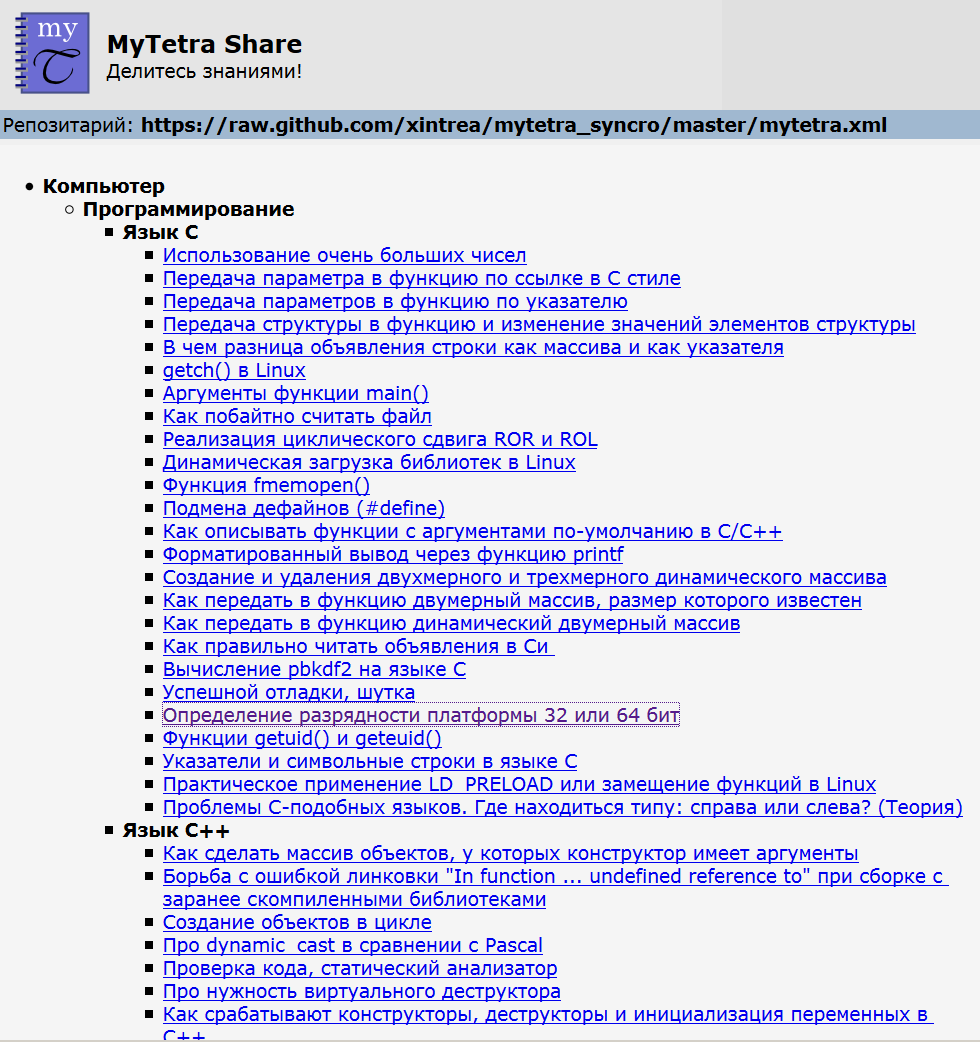 my
T
MyTetra Share
Делитесь знаниями!
Репозитарий: https://raw.github.com/xintrea/mytetra_syncro/master/mytetra.xml
Компьютер
Программирование
Язык C
Использование очень больших чисел
Передача параметра в функцию по ссылке в C стиле
Передача параметров в функцию по указателю
Передача структуры в функцию и изменение значений элементов структуры
В чем разница объявления строки как массива и как указателя
getch() в Linux
Аргументы функции main()
Как побайтно считать файл
Реализация циклического сдвига ROR и ROL
Динамическая загрузка библиотек в Linux
Функция fmemopen()
Подмена дефайнов (#define)
Как описывать функции с аргументами по-умолчанию в C/C++
Форматированный вывод через функцию printf
Создание и удаления двухмерного и трехмерного динамического массива
Как передать в функцию двумерный массив, размер которого известен
Как передать в функцию динамический двумерный массив
Как правильно читать объявления в Си
Вычисление pbkdf2 на языке C
Успешной отладки, шутка
Определение разрядности платформы 32 или 64 бит
Функции getuid() и geteuid()
Указатели и символьные строки в языке C
Практическое применение LD_PRELOAD или замещение функций в Linux
Проблемы C-подобных языков. Где находиться типу: справа или слева? (Теория)
Язык C++
Как сделать массив объектов, у которых конструктор имеет аргументы
Борьба с ошибкой линковки "In function ... undefined reference to" при сборке с
заранее скомпиленными библиотеками
Создание объектов в цикле
Про dynamic_cast в сравнении с Pascal
Проверка кода, статический анализатор
Про нужность виртуального деструктора
Как срабатывают конструкторы, деструкторы и инициализация переменных в
C++